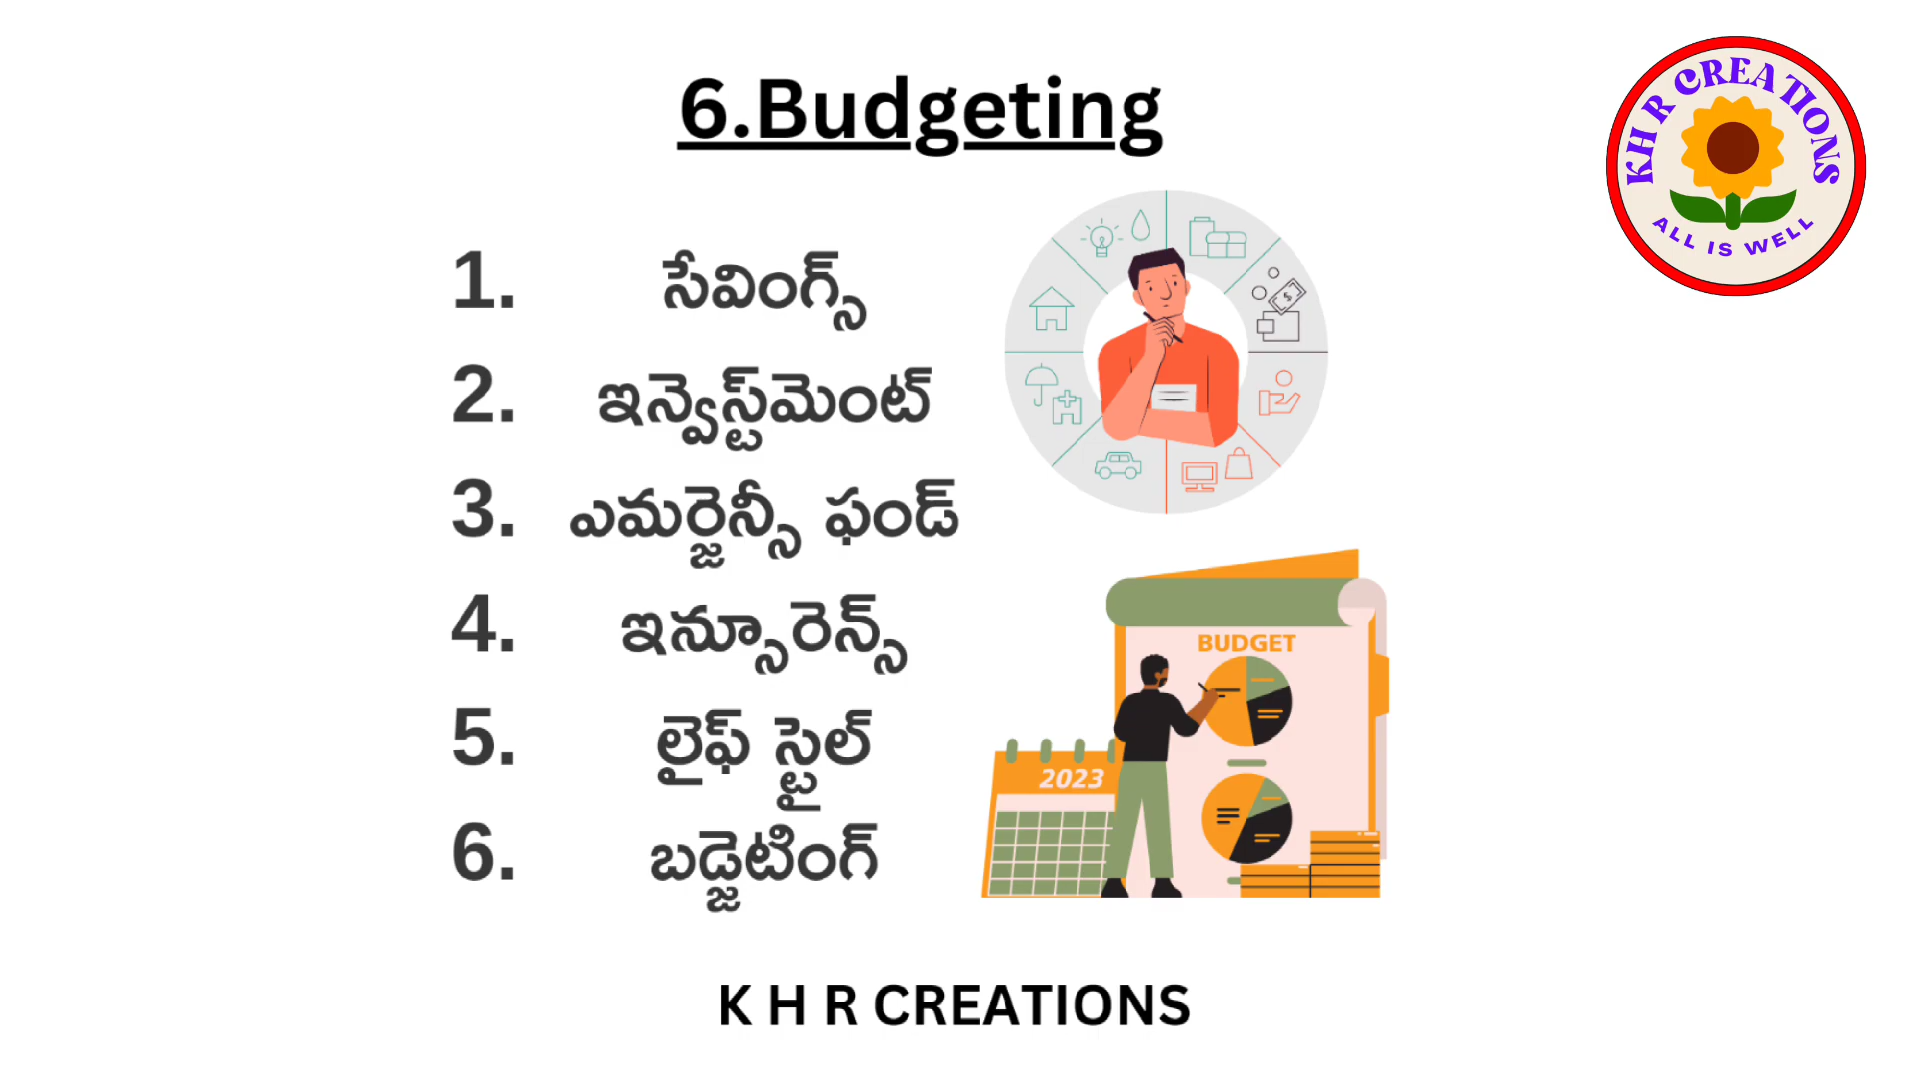 6.Budgeting
KH R CREATIONS
ALL IS WELL
1. సేవింగ్స్
2. ఇన్వెస్ట్‌మెంట్
3. ఎమర్జెన్సీ ఫండ్
4. ఇన్సూరెన్స్
5. లైఫ్ స్టైల్
6. బడ్జెటింగ్
BUDGET
2023
K H R CREATIONS